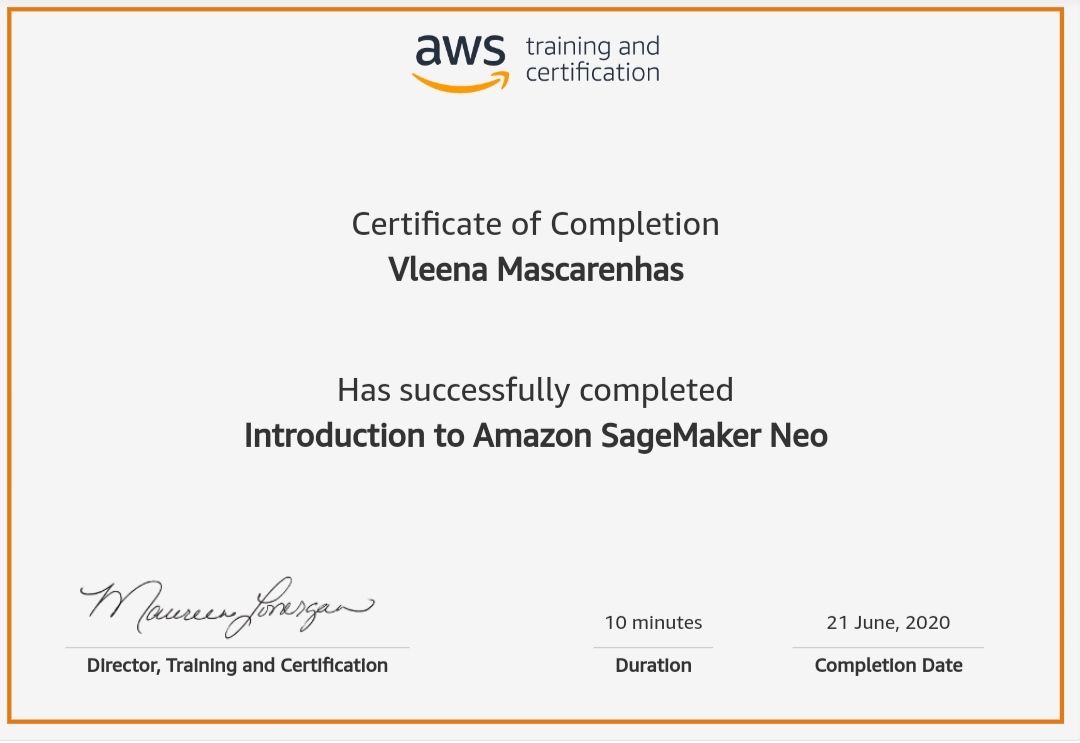 aws training and
certification
Certificate of Completion
Vleena Mascarenhas
Has successfully completed
Introduction to Amazon SageMaker Neo
Maureen Lonergan
Director, Training and Certification
10 minutes
Duration
21 June, 2020
Completion Date